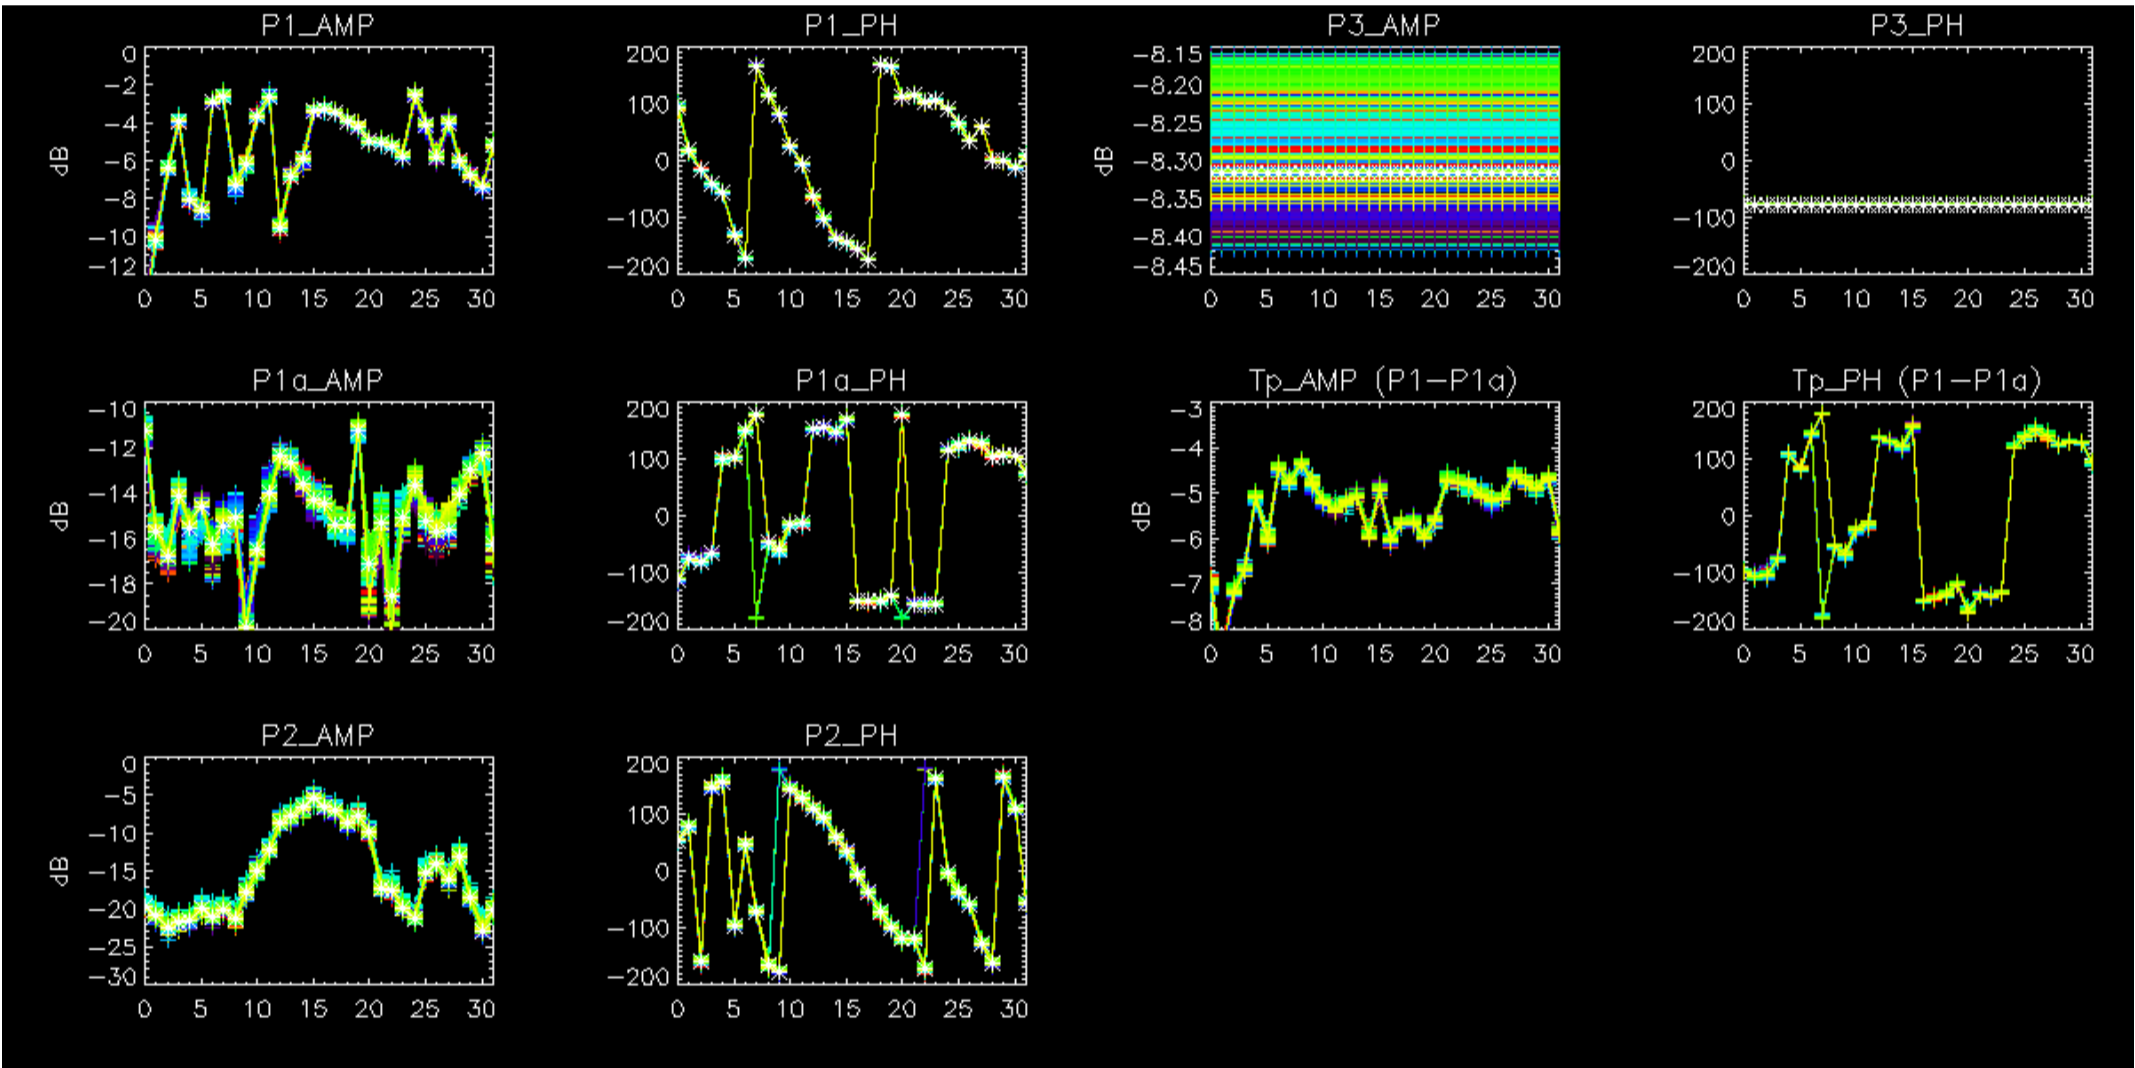 P1_AMP
P1_PH
P3_AMP
P3_PH
0
-2
-4
-6
-8
-10
-12
dB
0 5 10 15 20 25 30
200
100
0
-100
-200
0 5 10 15 20 25 30
-8.15
-8.20
-8.25
-8.30
-8.35
-8.40
-8.45
dB
0 5 10 15 20 25 30
200
100
0
-100
-200
0 5 10 15 20 25 30
P1a_AMP
P1a_PH
Tp_AMP (P1-P1a)
Tp_PH (P1-P1a)
-10
-12
-14
-16
-18
-20
dB
0 5 10 15 20 25 30
200
100
0
-100
-200
0 5 10 15 20 25 30
-3
-4
-5
-6
-7
-8
dB
0 5 10 15 20 25 30
200
100
0
-100
-200
0 5 10 15 20 25 30
P2_AMP
P2_PH
0
-5
-10
-15
-20
-25
-30
dB
0 5 10 15 20 25 30
200
100
0
-100
-200
0 5 10 15 20 25 30